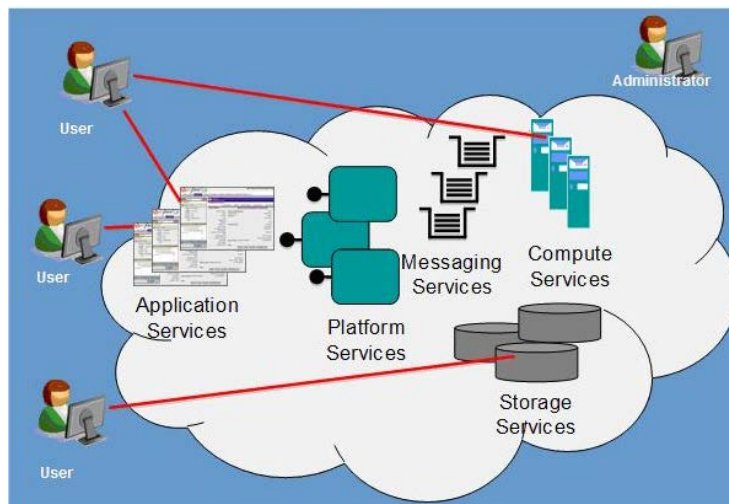 User
Administrator
User
Application
Services
Platform
Services
Messaging
Services
Compute
Services
Storage
Services
User